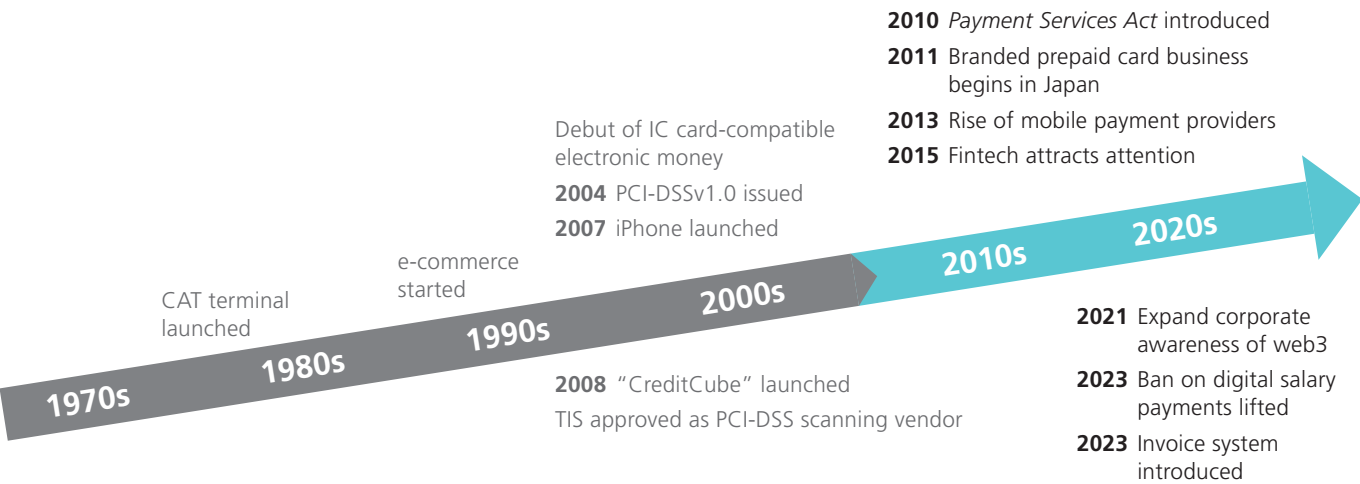 2010 Payment Services Act introduced
2011 Branded prepaid card business
begins in Japan
2013 Rise of mobile payment providers
2015 Fintech attracts attention
Debut of IC card-compatible
electronic money
2004 PCI-DSSv1.0 issued
2007 iPhone launched
e-commerce
started
CAT terminal
launched
1970s
1980s
1990s
2000s
2010s
2020s
2008 “CreditCube” launched
TIS approved as PCI-DSS scanning vendor
2021 Expand corporate
awareness of web3
2023 Ban on digital salary
payments lifted
2023 Invoice system
introduced